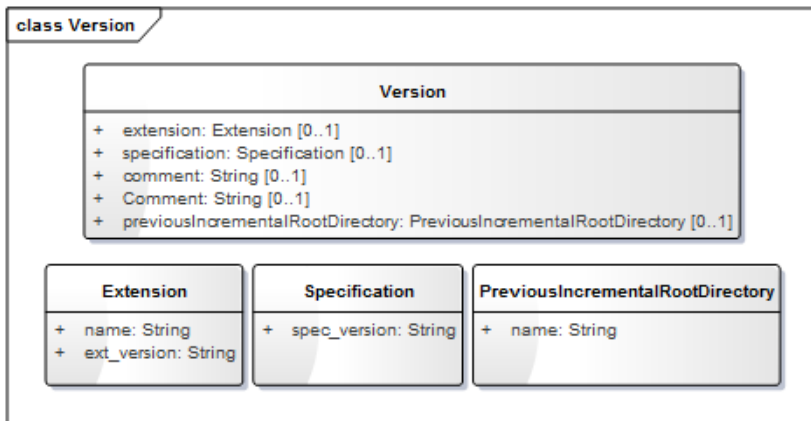 class Version
Version
+ extension: Extension [0..1]
+ specification: Specification [0..1]
+ comment: String [0..1]
+ Comment: String [0..1]
+ previousIncrementalRootDirectory: PreviousIncrementalRootDirectory [0..1]
Extension
+ name: String
+ ext_version: String
Specification
+ spec_version: String
PreviousIncrementalRootDirectory
+ name: String